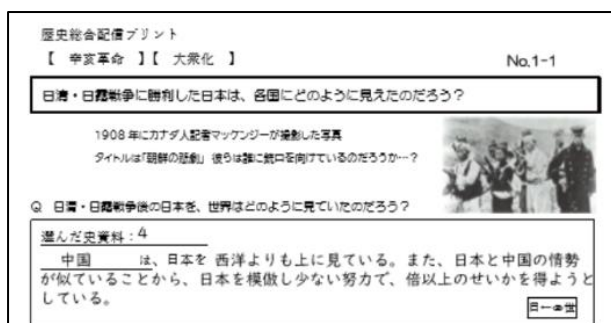 歴史総合配信プリント
【　辛亥革命　】【　大衆化　】
No.1-1
日清・日露戦争に勝利した日本は、各国にどのように見えたのだろう？
1908年にカナダ人記者マッケンジーが撮影した写真
タイトルは「朝鮮の悲劇」 彼らは誰に銃口を向けているのだろうか…？
Q 日清・日露戦争後の日本を、世界はどのように見ていたのだろう？
選んだ史資料：4
中国　は、日本を 西洋よりも上に見ている。また、日本と中国の情勢
が似ていることから、日本を模倣し少ない努力で、倍以上のせいかを得ようと
している。
日←世